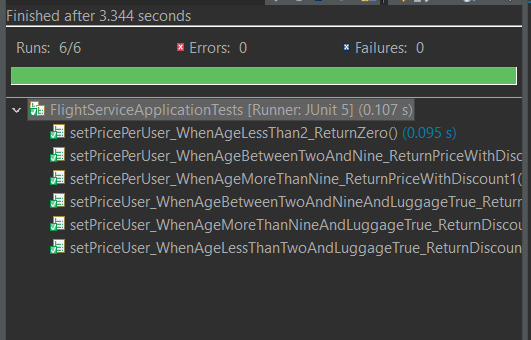 Finished after 3.344 seconds
Runs: 6/6 Errors: 0 Failures: 0
FlightServiceApplicationTests [Runner: JUnit 5] (0.107 s)
setPricePerUser_WhenAgeLessThan2_ReturnZero() (0.095 s)
setPricePerUser_WhenAgeBetweenTwoAndNine_ReturnPriceWithDisc
setPricePerUser_WhenAgeMoreThanNine_ReturnPriceWithDiscount1(
setPriceUser_WhenAgeBetweenTwoAndNineAndLuggageTrue_Return
setPriceUser_WhenAgeMoreThanNineAndLuggageTrue_ReturnDiscou
setPriceUser_WhenAgeLessThanTwoAndLuggageTrue_ReturnDiscoun